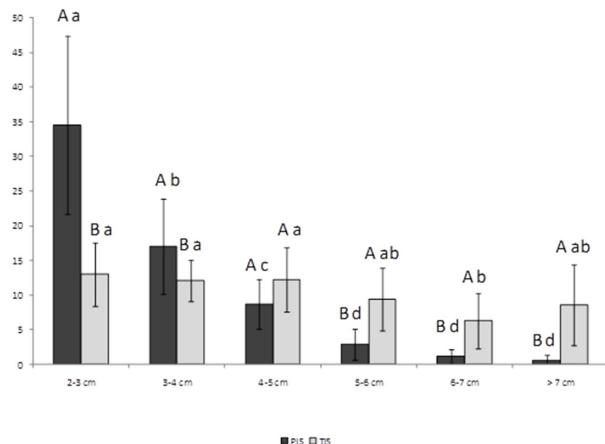 50
45
40
35
30
25
20
15
10
5
0
A a
B a
A b
B a
A c
A a
B d
A ab
B d
A b
B d
A ab
2-3 cm
3-4 cm
4-5 cm
5-6 cm
6-7 cm
> 7 cm
PIS TIS